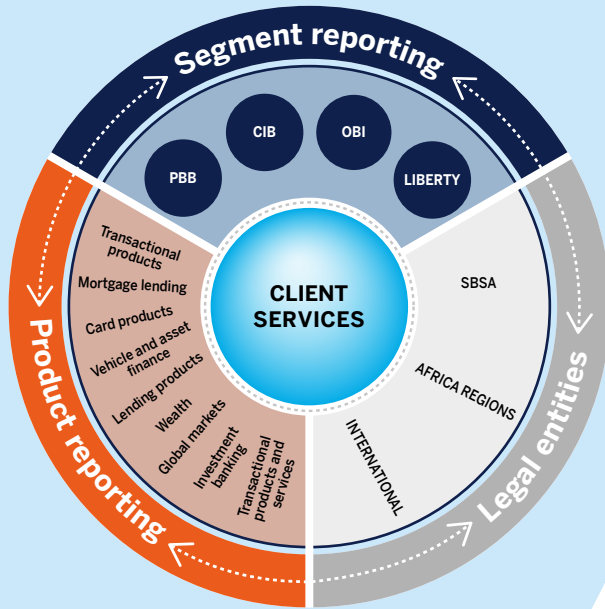 Segment reporting
PBB
CIB
OBI
LIBERTY
CLIENT
SERVICES
Product reporting
Transactional
products
Mortgage lending
Card products
Vehicle and asset
finance
Lending products
Wealth
Global markets
Investment
banking
Transactional
products and
services
Legal entities
SBSA
AFRICA REGIONS
INTERNATIONAL